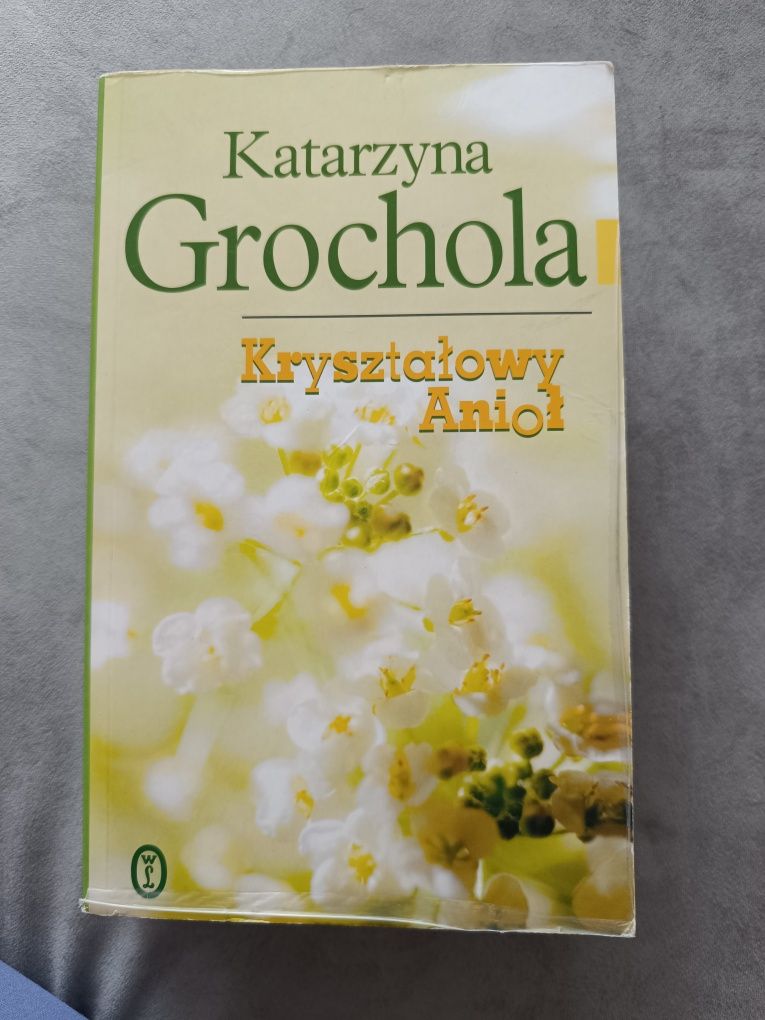 Katarzyna
Grochola
Kryształowy
Anioł
W
L